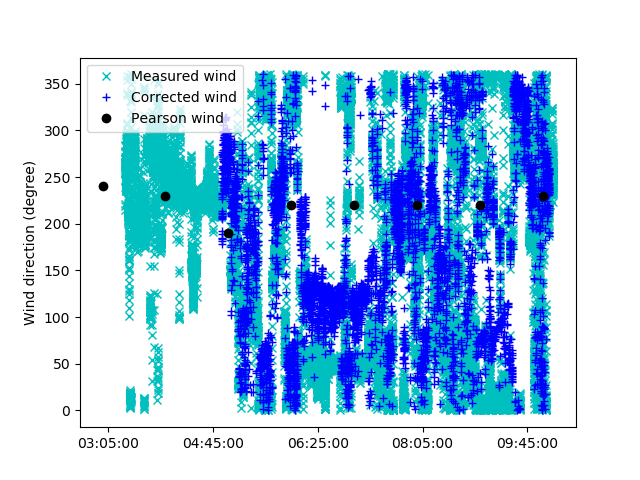 Measured wind
Corrected wind
Pearson wind
Wind direction (degree)
350
300
250
200
150
100
50
0
03:05:00 04:45:00 06:25:00 08:05:00 09:45:00